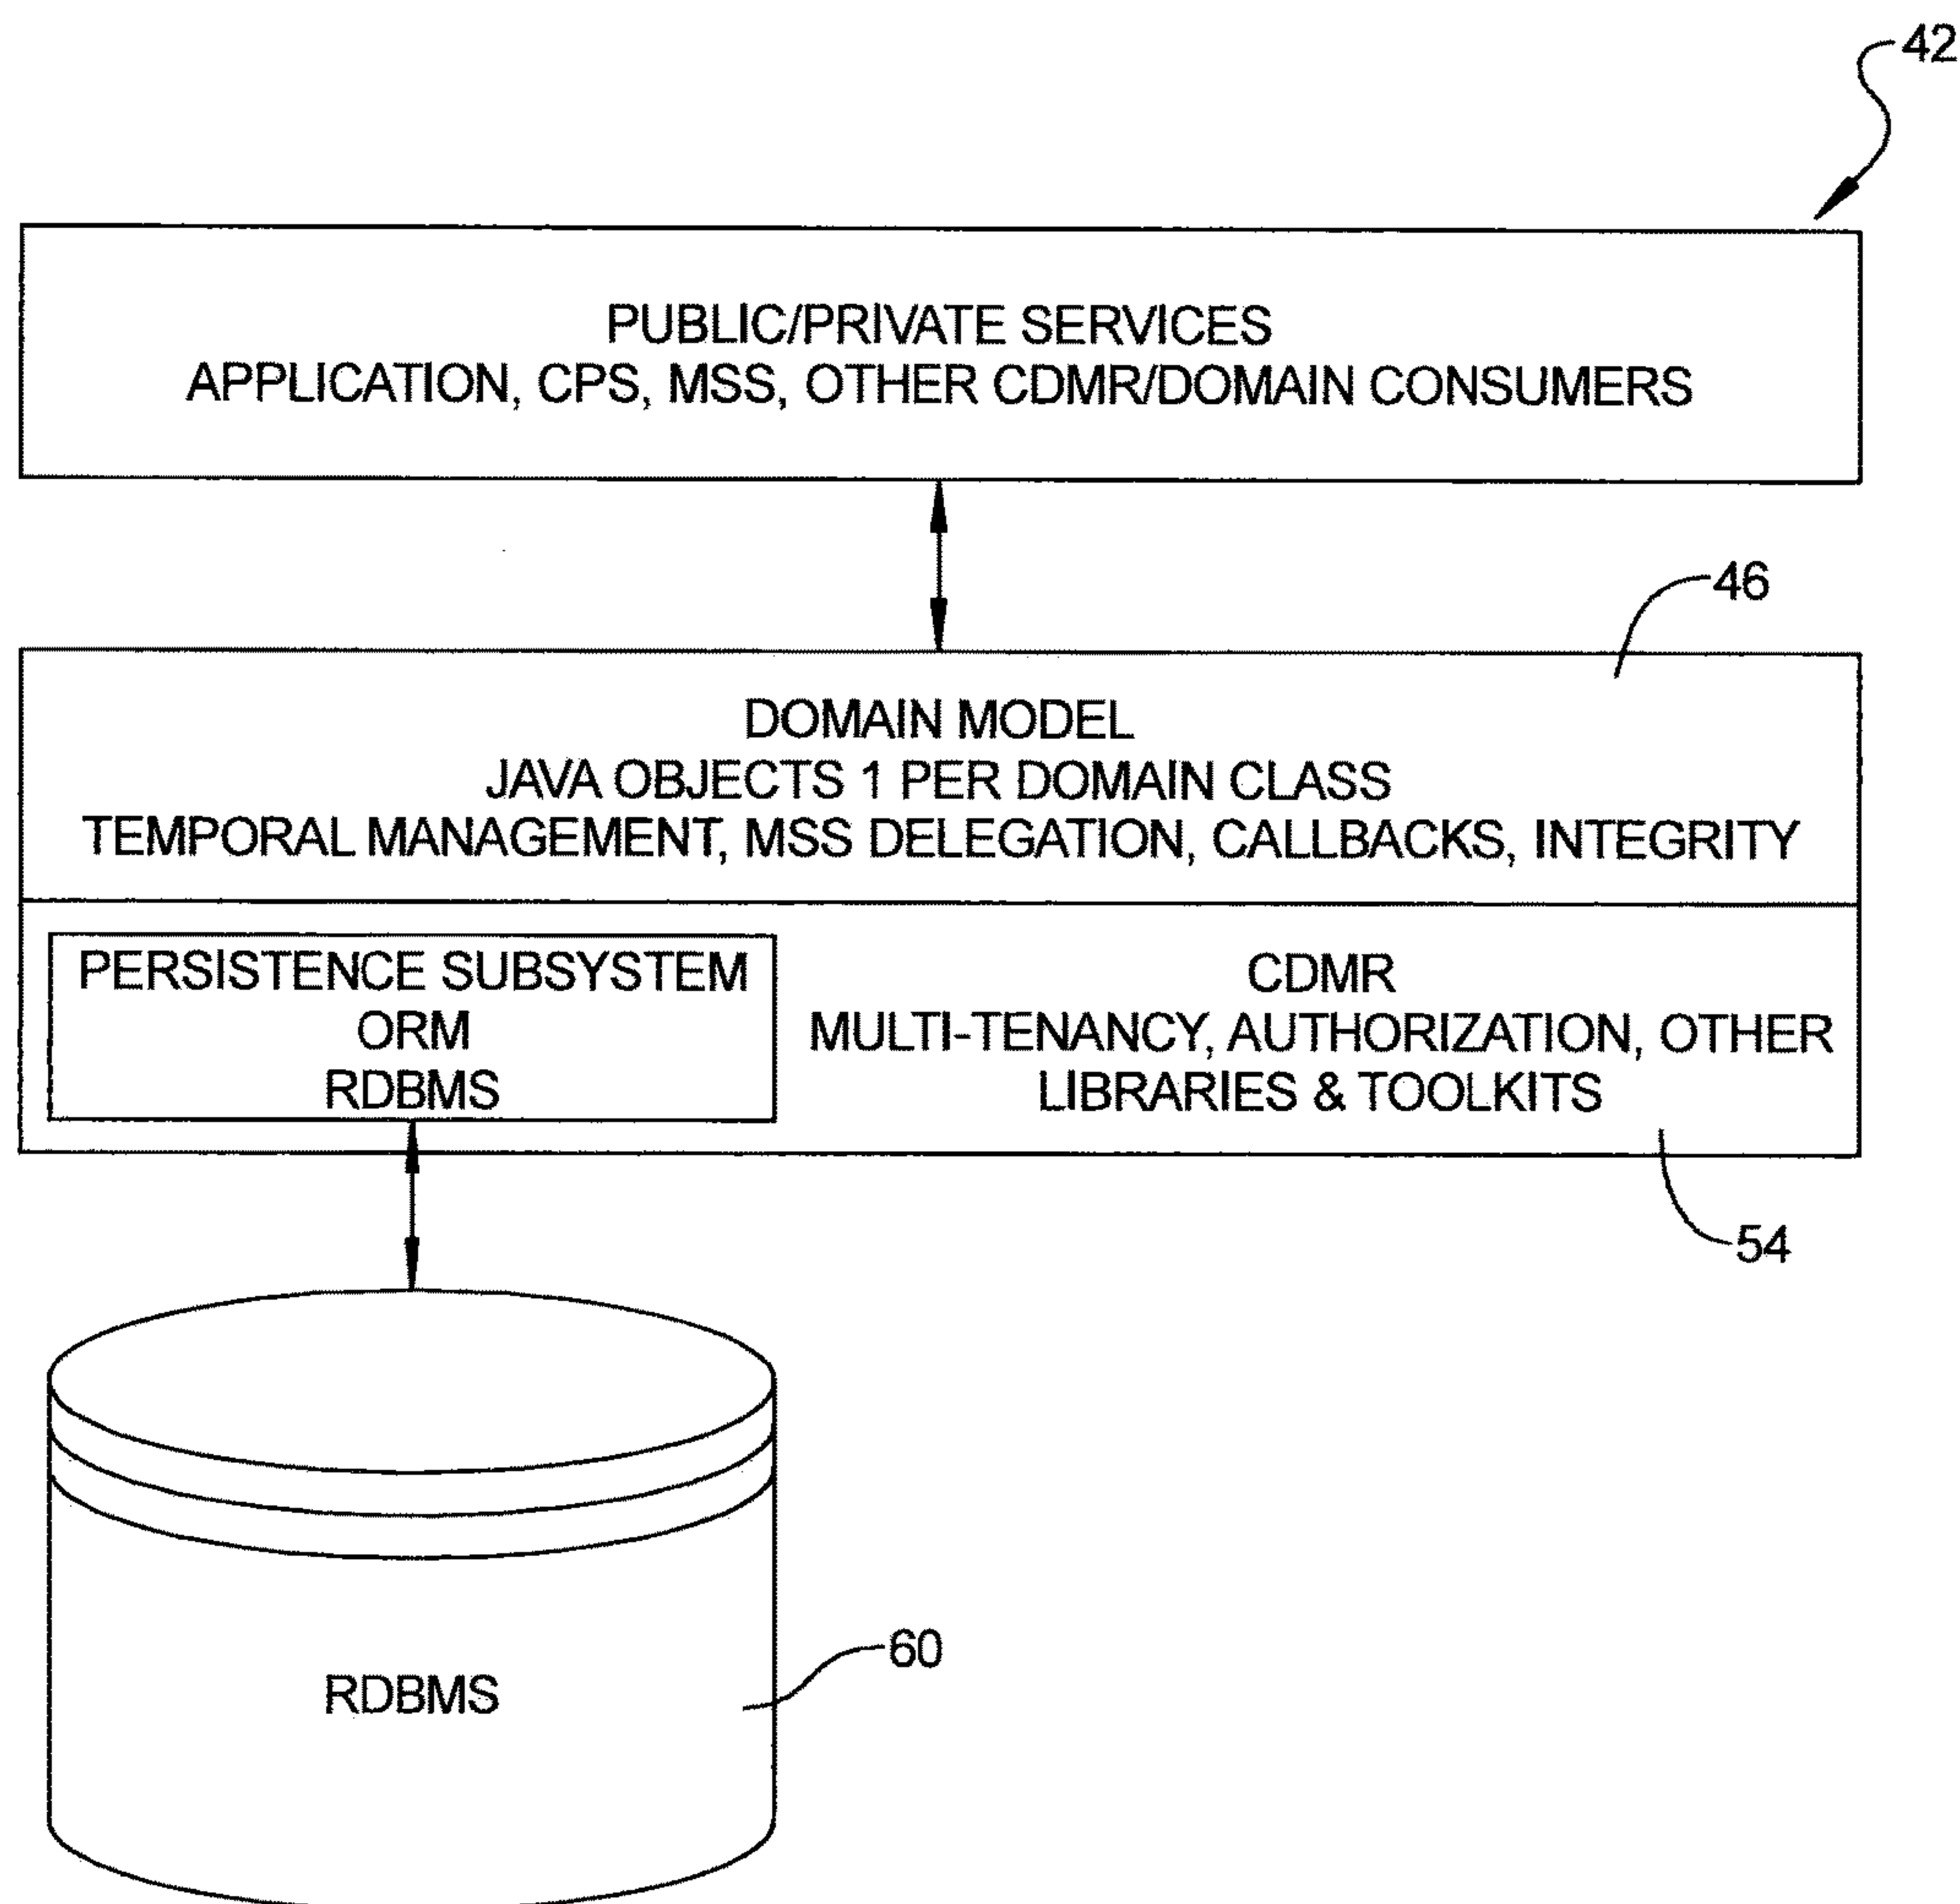 42
PUBLIC/PRIVATE SERVICES
APPLICATION, CPS, MSS, OTHER CDMR/DOMAIN CONSUMERS
46
DOMAIN MODEL
JAVA OBJECTS 1 PER DOMAIN CLASS
TEMPORAL MANAGEMENT, MSS DELEGATION, CALLBACKS, INTEGRITY
PERSISTENCE SUBSYSTEM
ORM
RDBMS
CDMR
MULTI-TENANCY, AUTHORIZATION, OTHER
LIBRARIES & TOOLKITS
54
60
RDBMS